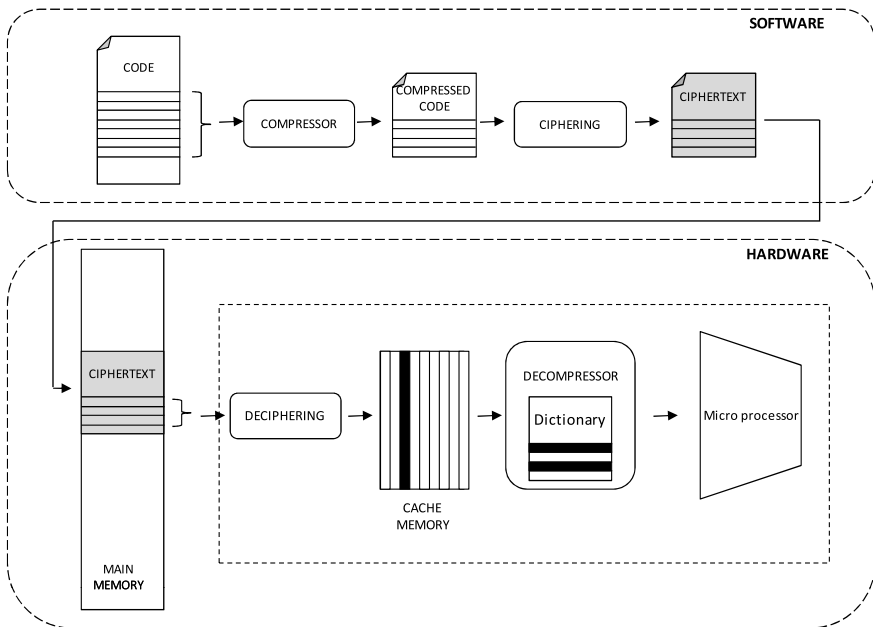 SOFTWARE
CODE
COMPRESSOR
COMPRESSED
CODE
CIPHERING
CIPHERTEXT
HARDWARE
CIPHERTEXT
DECIPHERING
CACHE
MEMORY
DECOMPRESSOR
Dictionary
Micro processor
MAIN
MEMORY